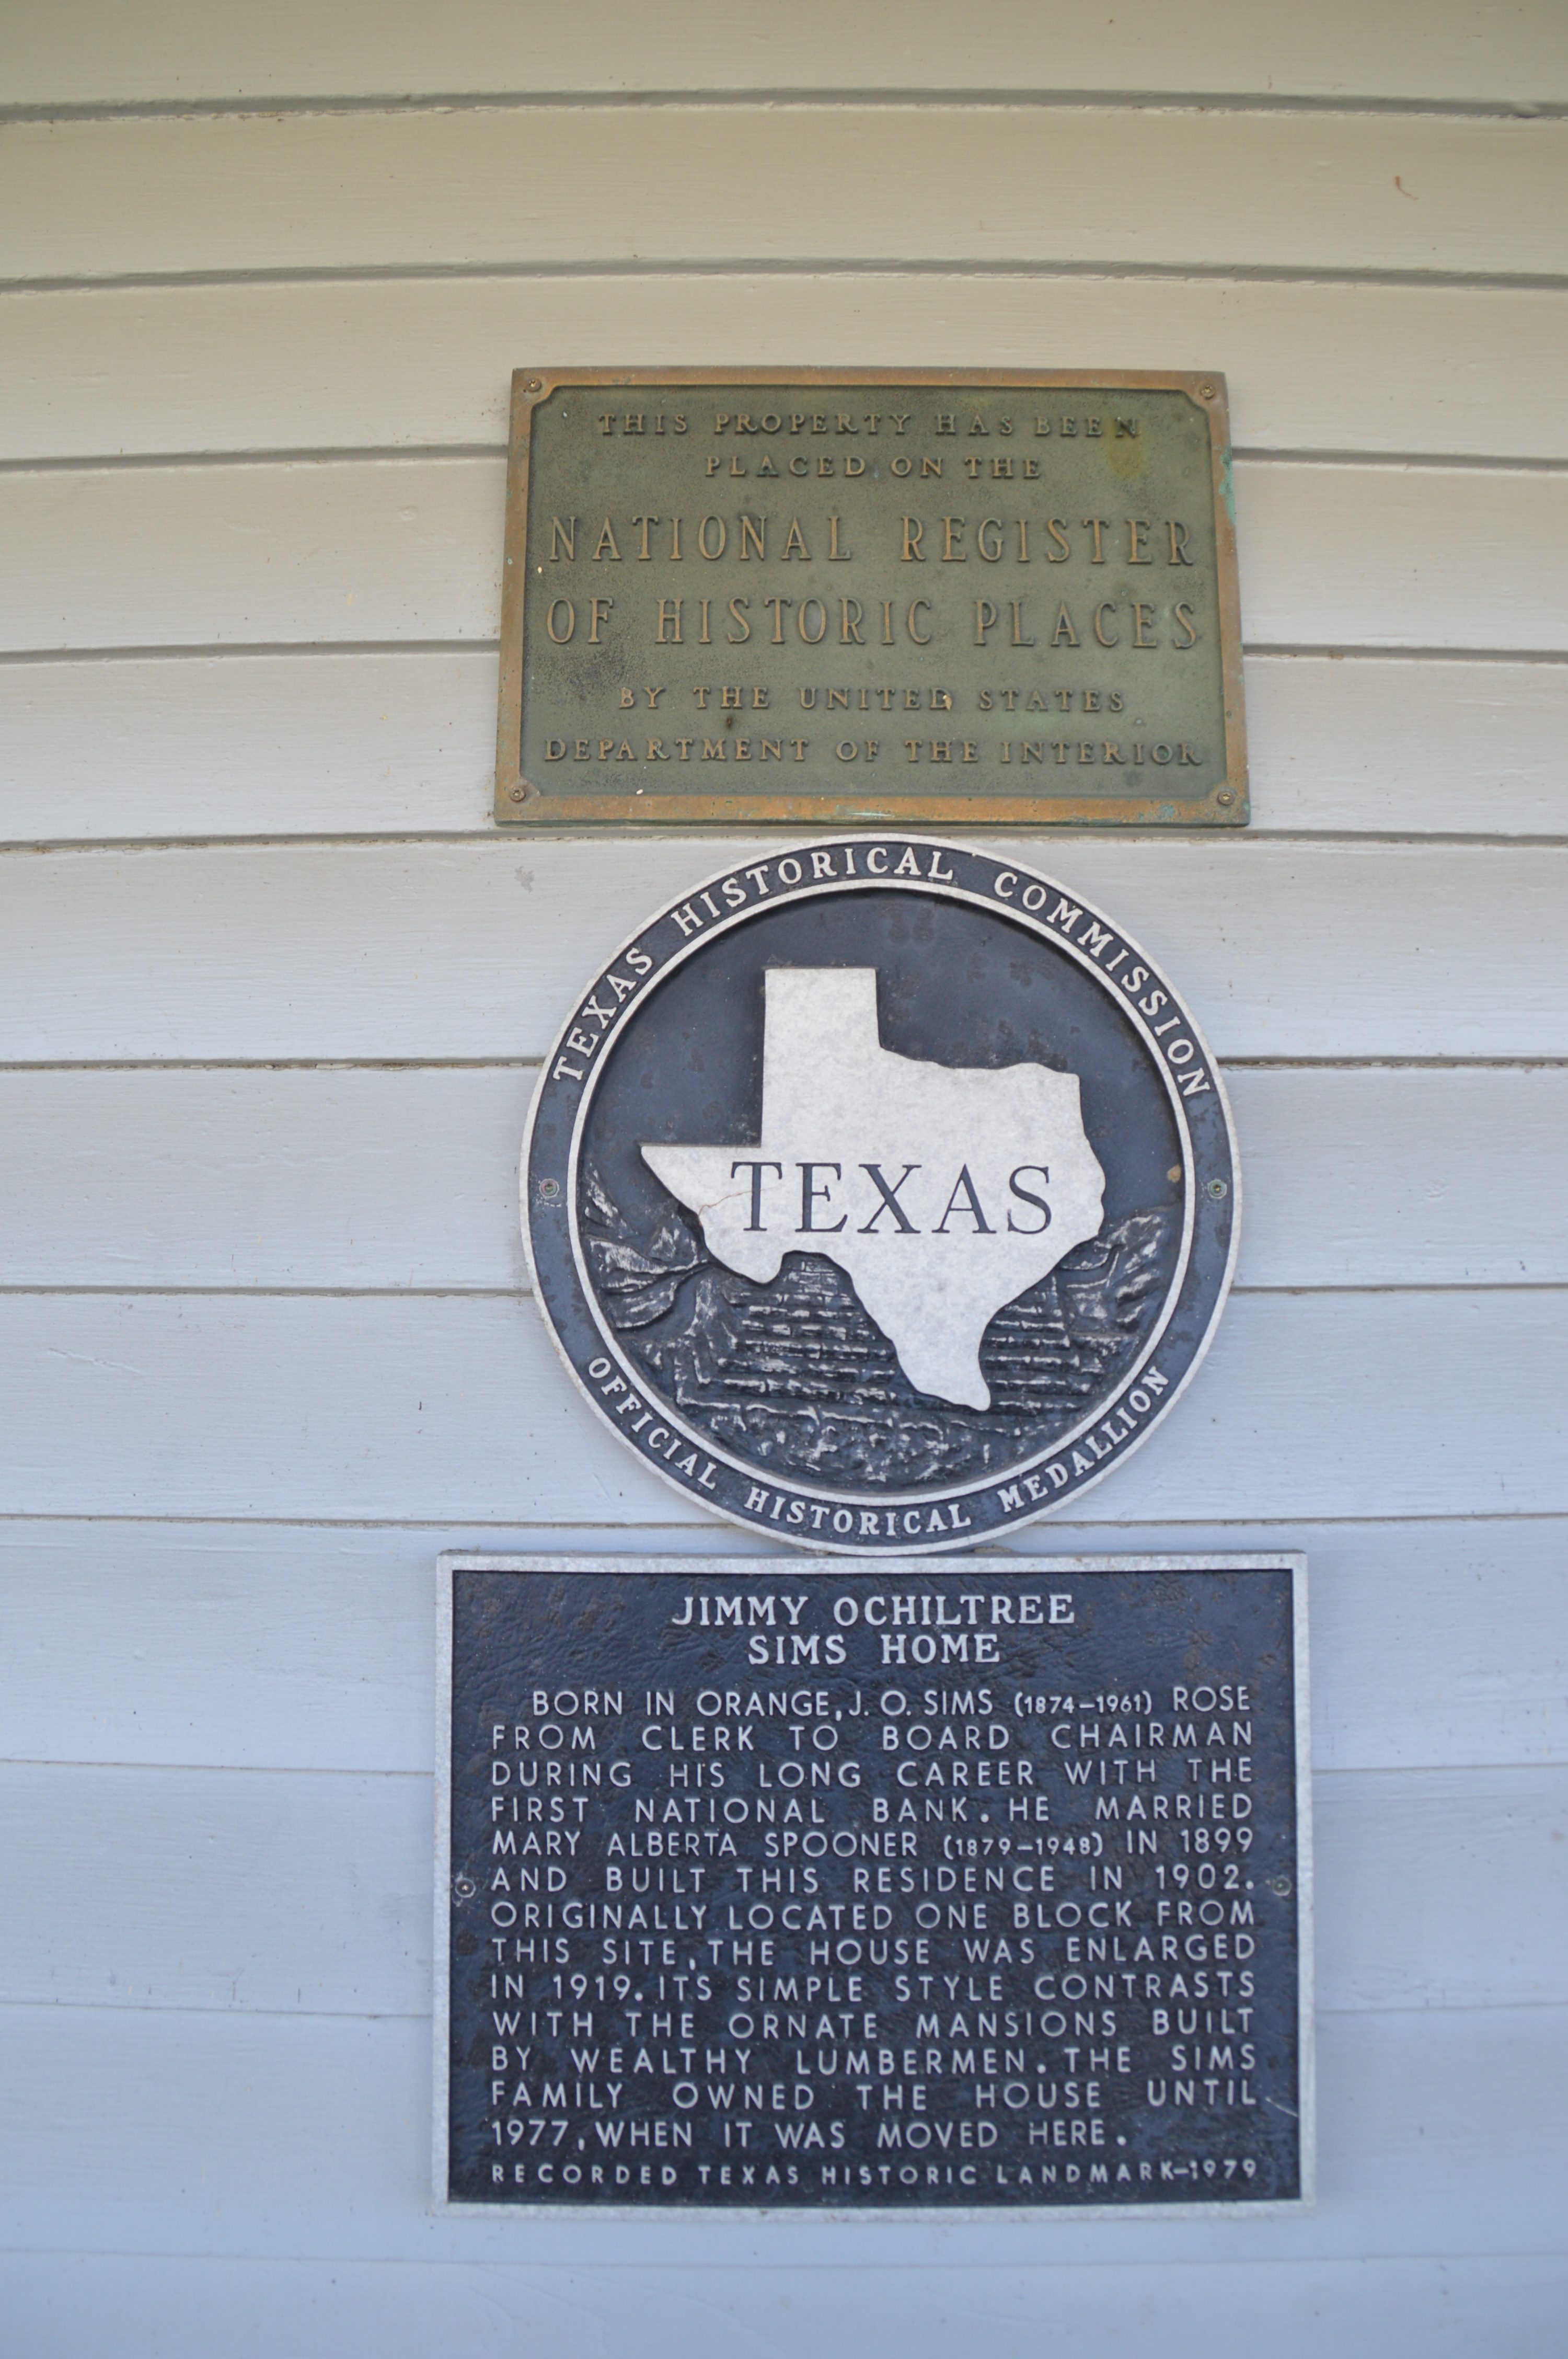 THIS PROPERTY HAS BEEN
PLACED ON THE
NATIONAL REGISTER
OF HISTORIC PLACES
BY THE UNITED STATES
DEPARTMENT OF THE INTERIOR
TEXAS HISTORICAL COMMISSION
TEXAS
OFFICIAL HISTORICAL MEDALLION
JIMMY OCHILTREE
SIMS HOME
BORN IN ORANGE, J. O. SIMS (1874-1961) ROSE
FROM CLERK TO BOARD CHAIRMAN
DURING HIS LONG CAREER WITH THE
FIRST NATIONAL BANK. HE MARRIED
MARY ALBERTA SPOONER (1879-1948) IN 1899
AND BUILT THIS RESIDENCE IN 1902.
ORIGINALLY LOCATED ONE BLOCK FROM
THIS SITE, THE HOUSE WAS ENLARGED
IN 1919. ITS SIMPLE STYLE CONTRASTS
WITH THE ORNATE MANSIONS BUILT
BY WEALTHY LUMBERMEN. THE SIMS
FAMILY OWNED THE HOUSE UNTIL
1977, WHEN IT WAS MOVED HERE.
RECORDED TEXAS HISTORIC LANDMARK-1979